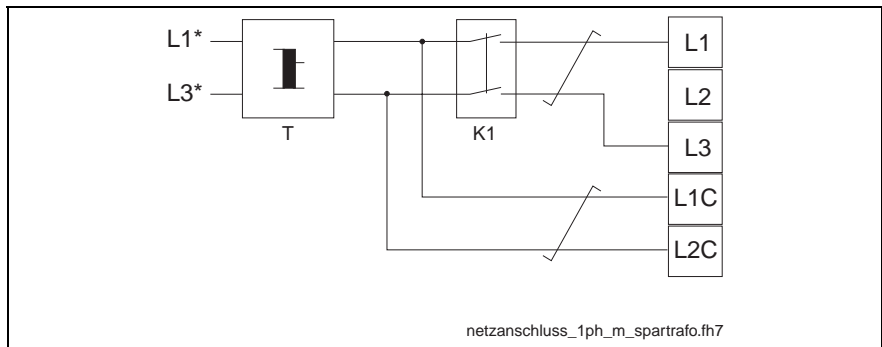 L1*
L3*
T
K1
L1
L2
L3
L1C
L2C
netzanschluss_1ph_m_spartrafo.fh7